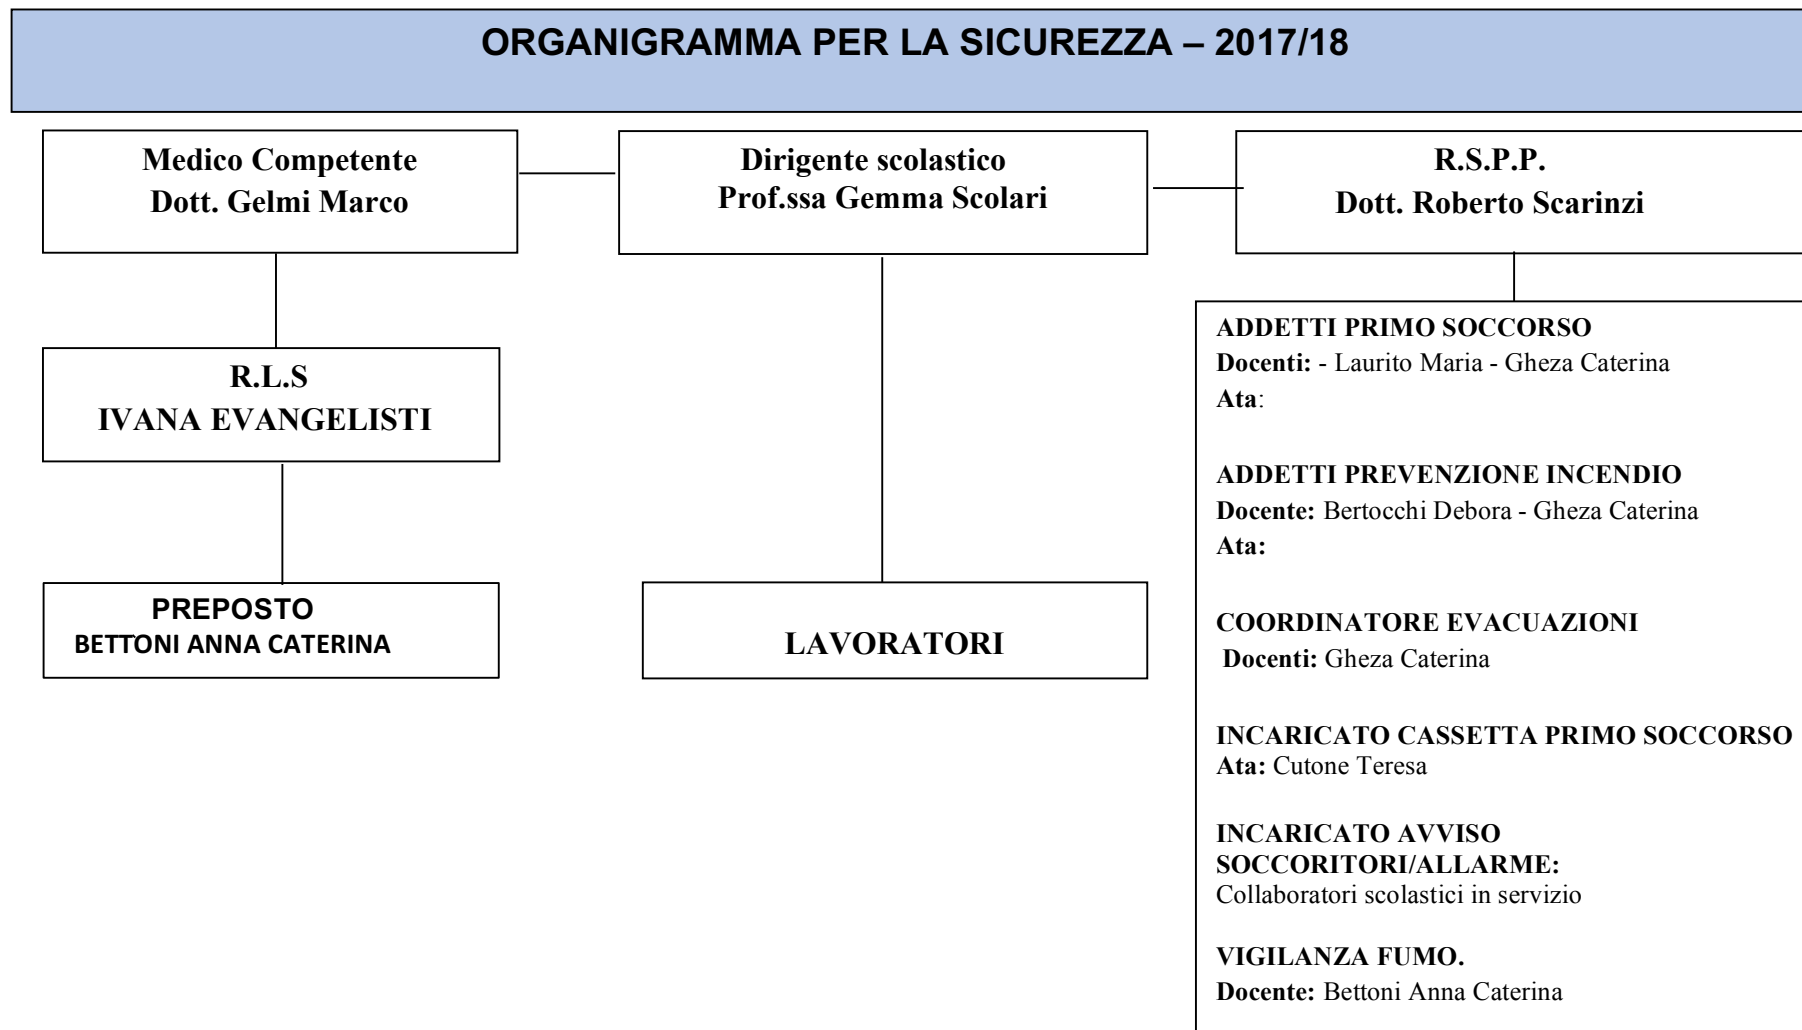 ORGANIGRAMMA PER LA SICUREZZA – 2017/18
Medico Competente
Dott. Gelmi Marco
Dirigente scolastico
Prof.ssa Gemma Scolari
R.S.P.P.
Dott. Roberto Scarinzi
R.L.S
IVANA EVANGELISTI
PREPOSTO
BETTONI ANNA CATERINA
LAVORATORI
ADDETTI PRIMO SOCCORSO
Docenti: - Laurito Maria - Gheza Caterina
Ata:
ADDETTI PREVENZIONE INCENDIO
Docente: Bertocchi Debora - Gheza Caterina
Ata:
COORDINATORE EVACUAZIONI
Docenti: Gheza Caterina
INCARICATO CASSETTA PRIMO SOCCORSO
Ata: Cutone Teresa
INCARICATO AVVISO
SOCCORITORI/ALLARME:
Collaboratori scolastici in servizio
VIGILANZA FUMO.
Docente: Bettoni Anna Caterina